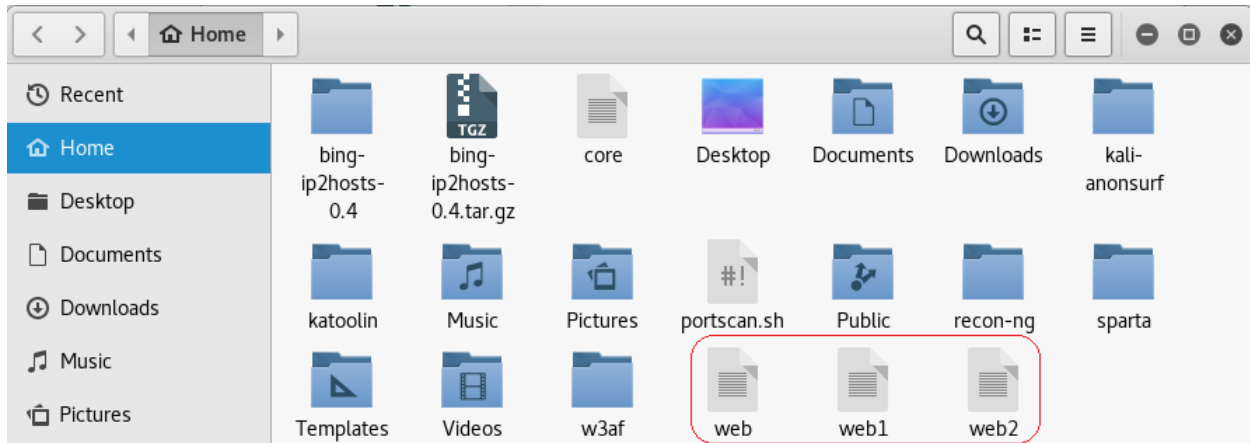 Home
Recent
Home
Desktop
Documents
Downloads
Music
Pictures
TGZ
bing-
ip2hosts-
0.4
bing-
ip2hosts-
0.4.tar.gz
core
Desktop
Documents
Downloads
kali-
anonsurf
katoolin
Music
Pictures
#!
portscan.sh
Public
recon-ng
sparta
Templates
Videos
w3af
web
web1
web2